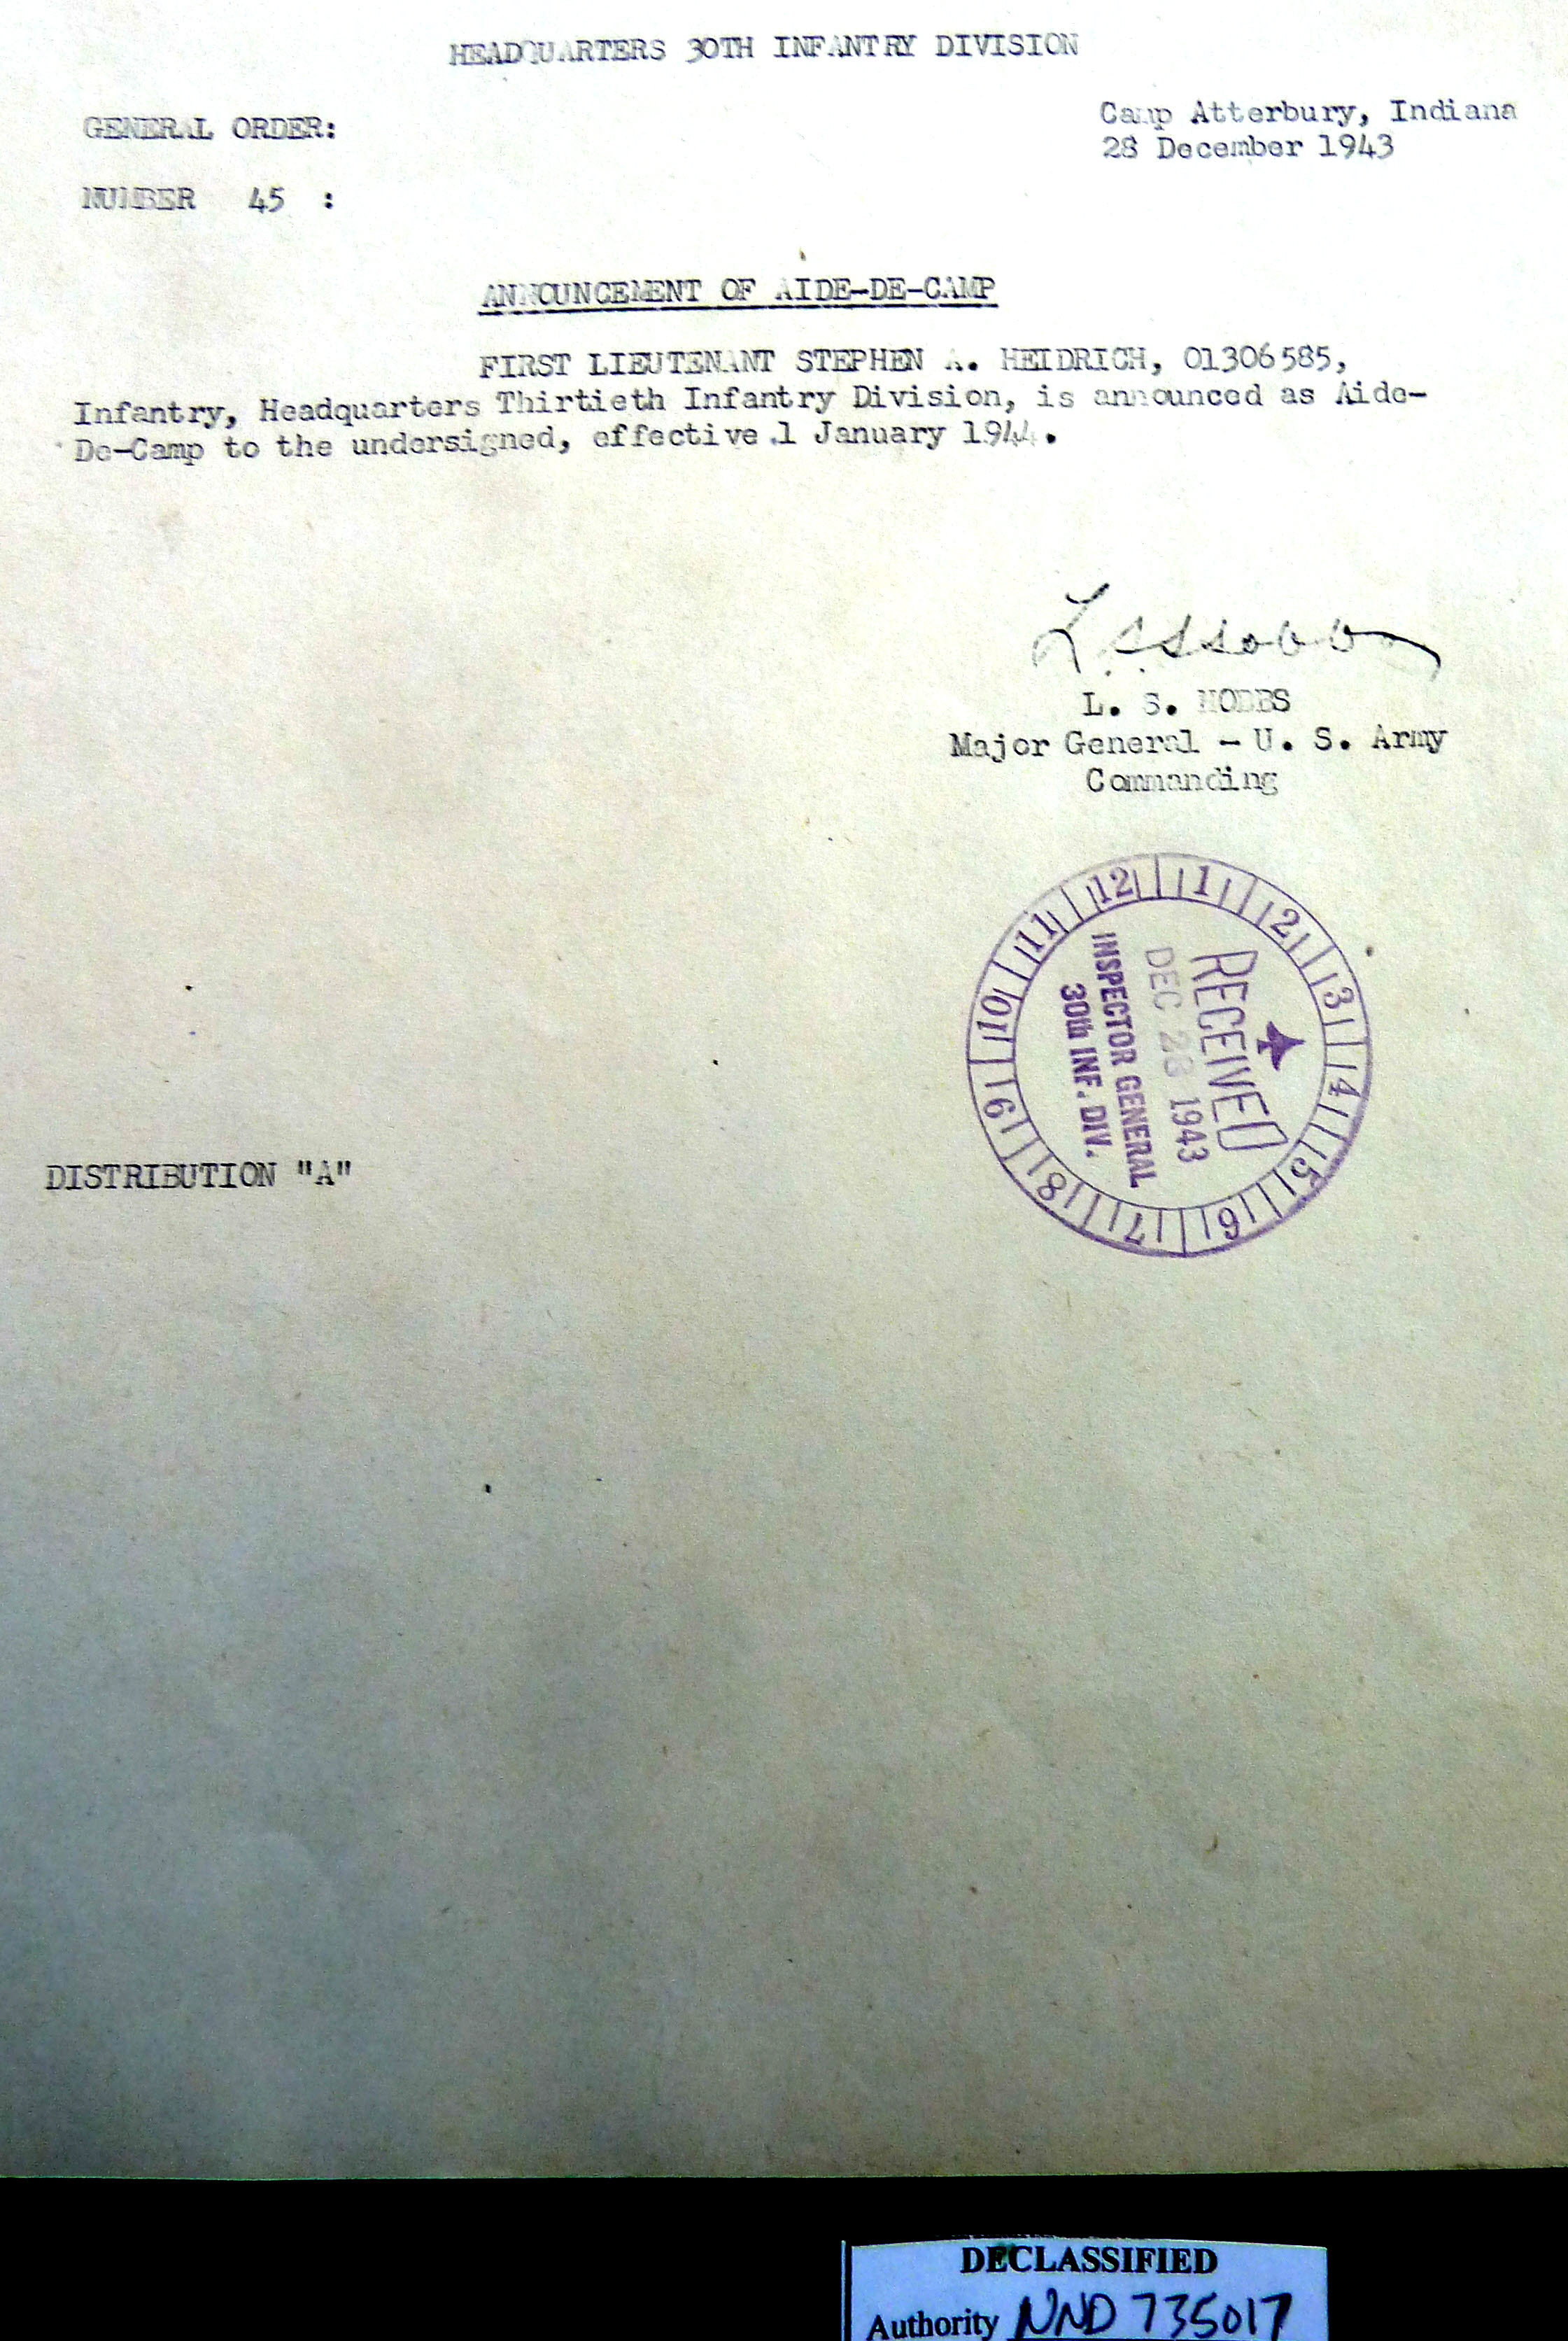 HEADQUARTERS 30TH INFANTRY DIVISION
GENERAL ORDER:
Camp Atterbury, Indiana
28 December 1943
NUMBER 45 :
ANNOUNCEMENT OF AIDE-DE-CAMP
FIRST LIEUTENANT STEPHEN A. HEIDRICH, 01306585,
Infantry, Headquarters Thirtieth Infantry Division, is announced as Aide-
De-Camp to the undersigned, effective 1 January 1944.
L. S. HOBBS
Major General - U. S. Army
Commanding
12 1 2 3 4 5 6 7 8 9 10 11
RECEIVED
DEC 28 1943
INSPECTOR GENERAL
30th INF. DIV.
DISTRIBUTION "A"
DECLASSIFIED
Authority NND 735017